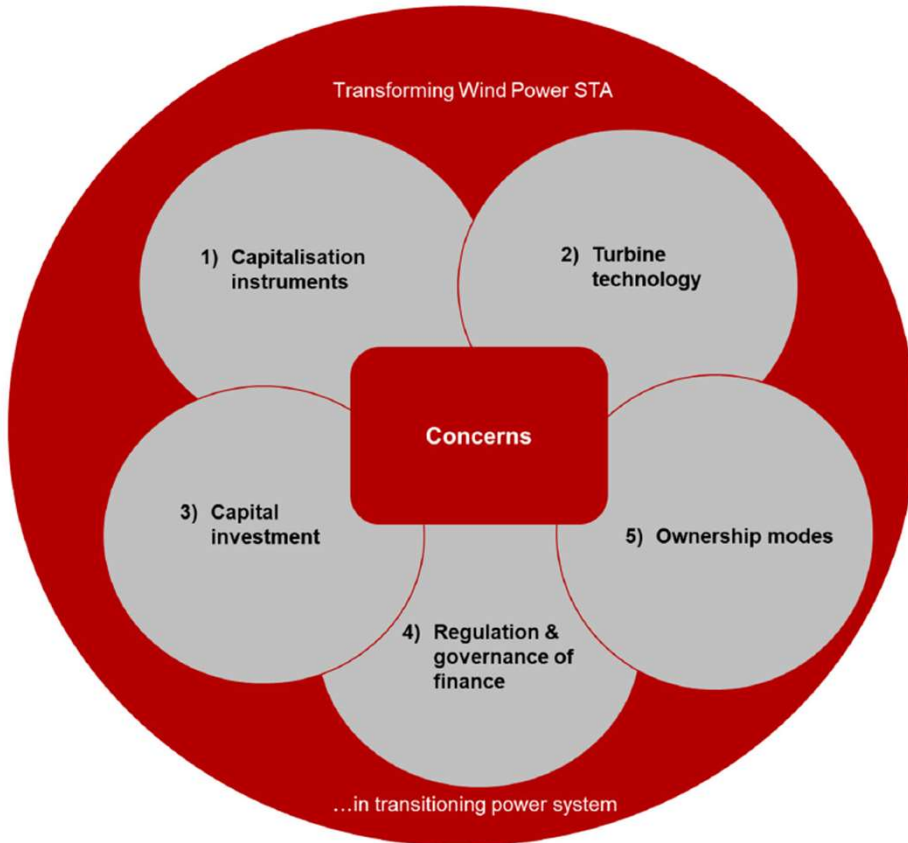 Transforming Wind Power STA
1) Capitalisation
instruments
2) Turbine
technology
Concerns
3) Capital
investment
5) Ownership modes
4) Regulation &
governance of
finance
…in transitioning power system